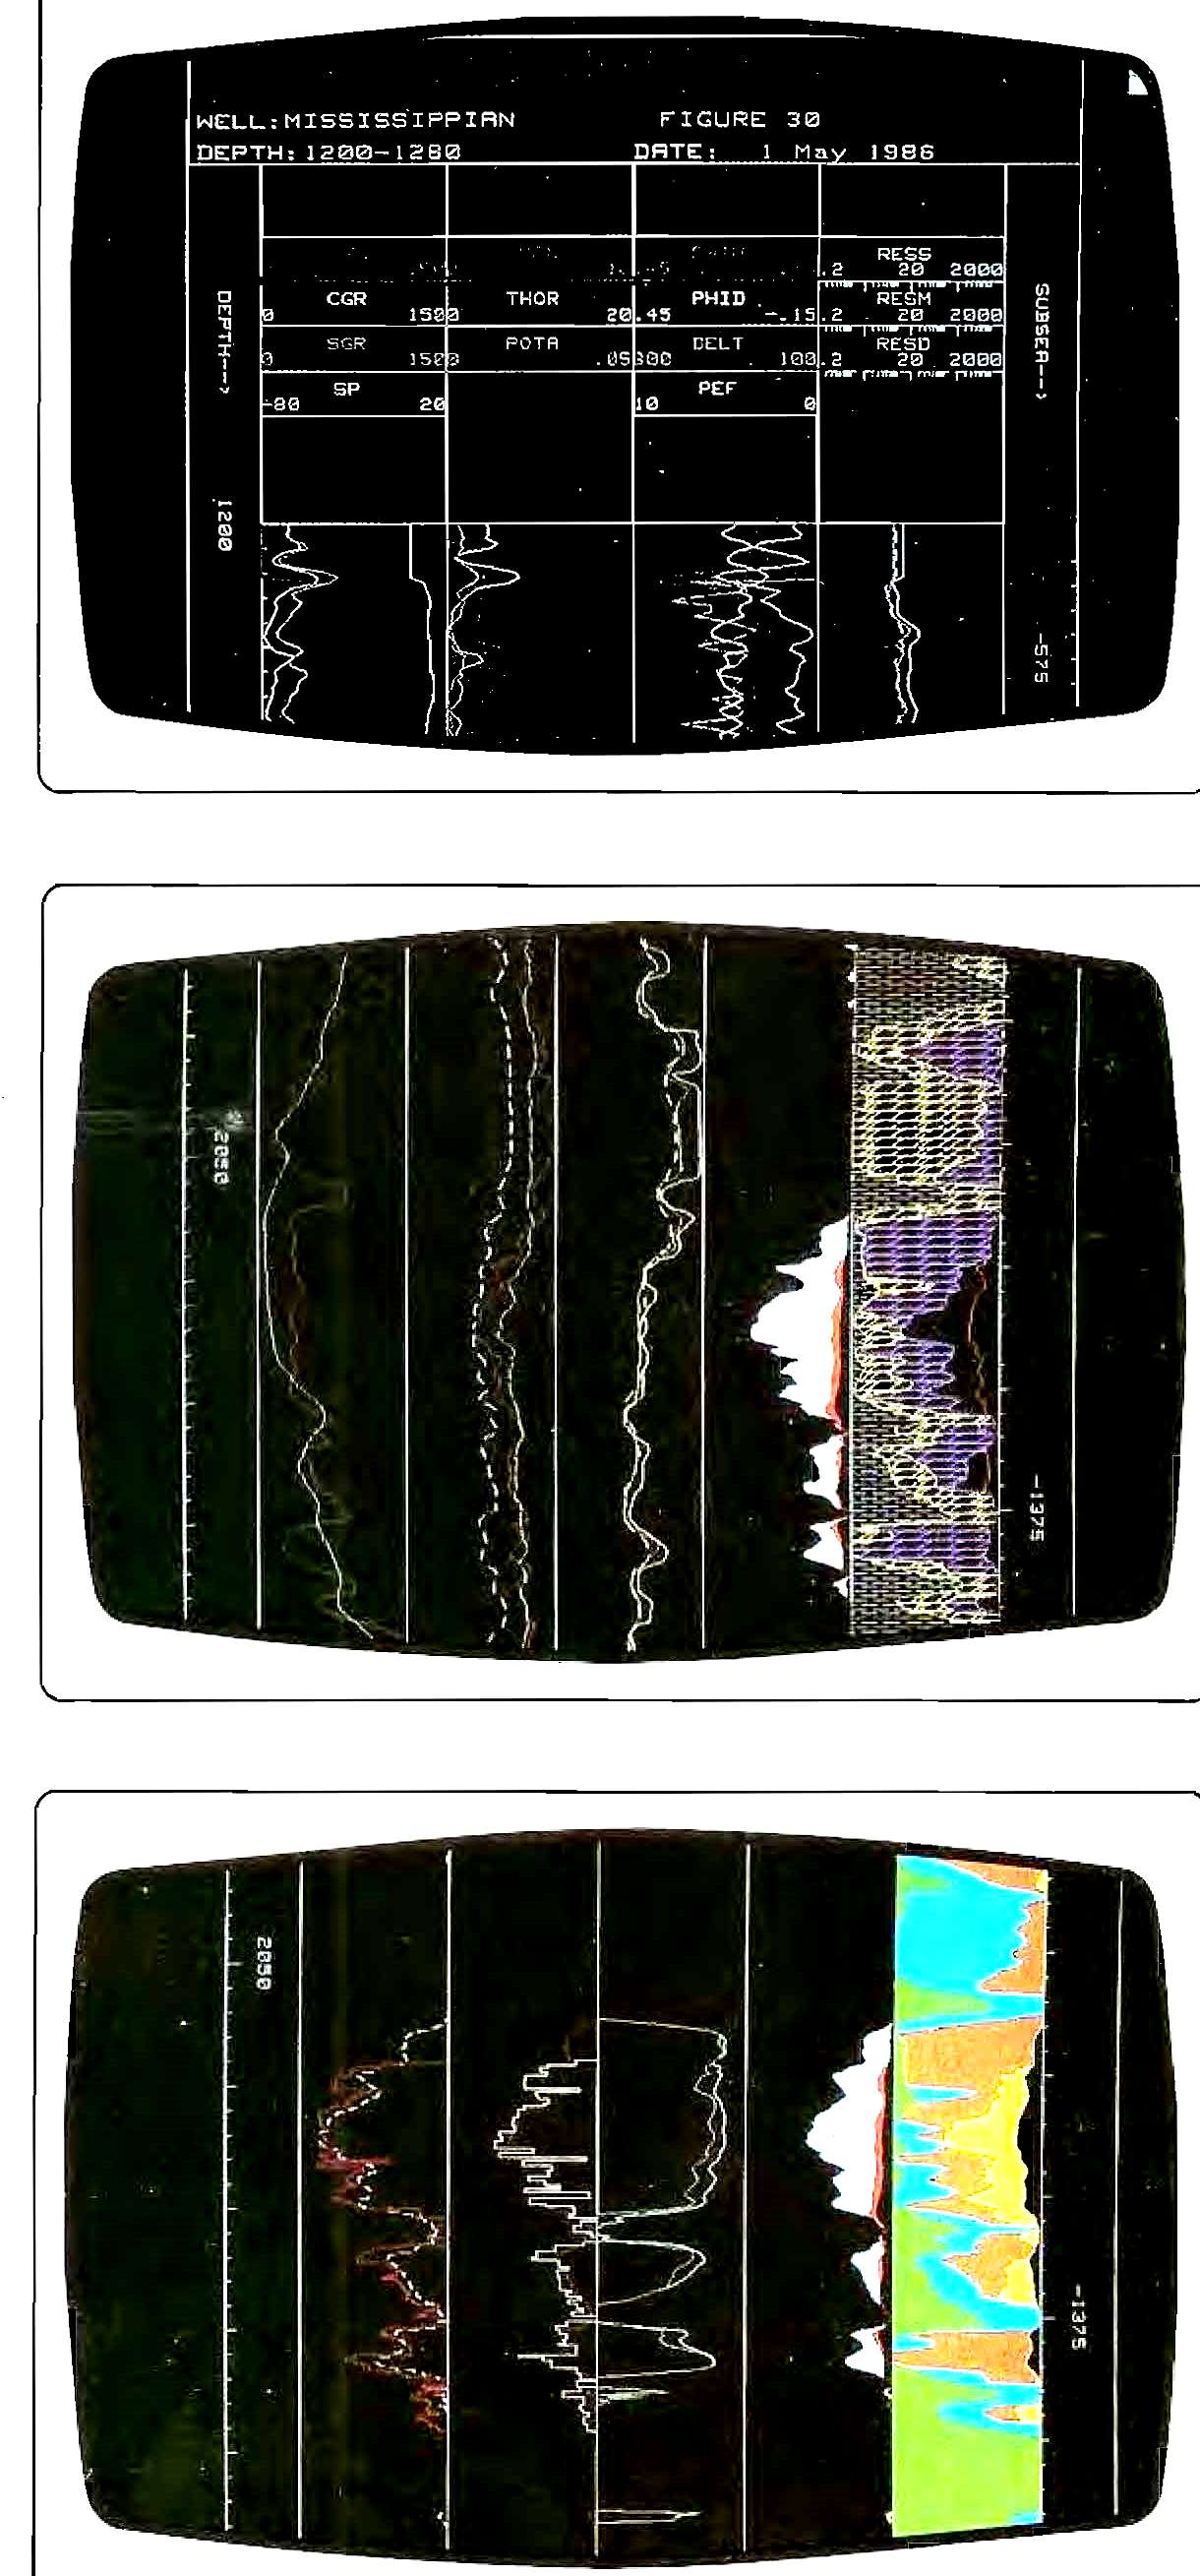 WELL:MISSISSIPPIAN FIGURE 30
DEPTH:1200-1280 DATE: 1 May 1986
RESS
.2 20 2000
CGR THOR PHID RESM
0 1500 20.45 -.15.2 20 2000
SGR POTA DELT RESD
0 1500 .05300 100.2 20 2000
SP PEF
-80 20 10 0
DEPTH--->
SUBSEA-->
1200
-575
2050
-1375
2050
-1375